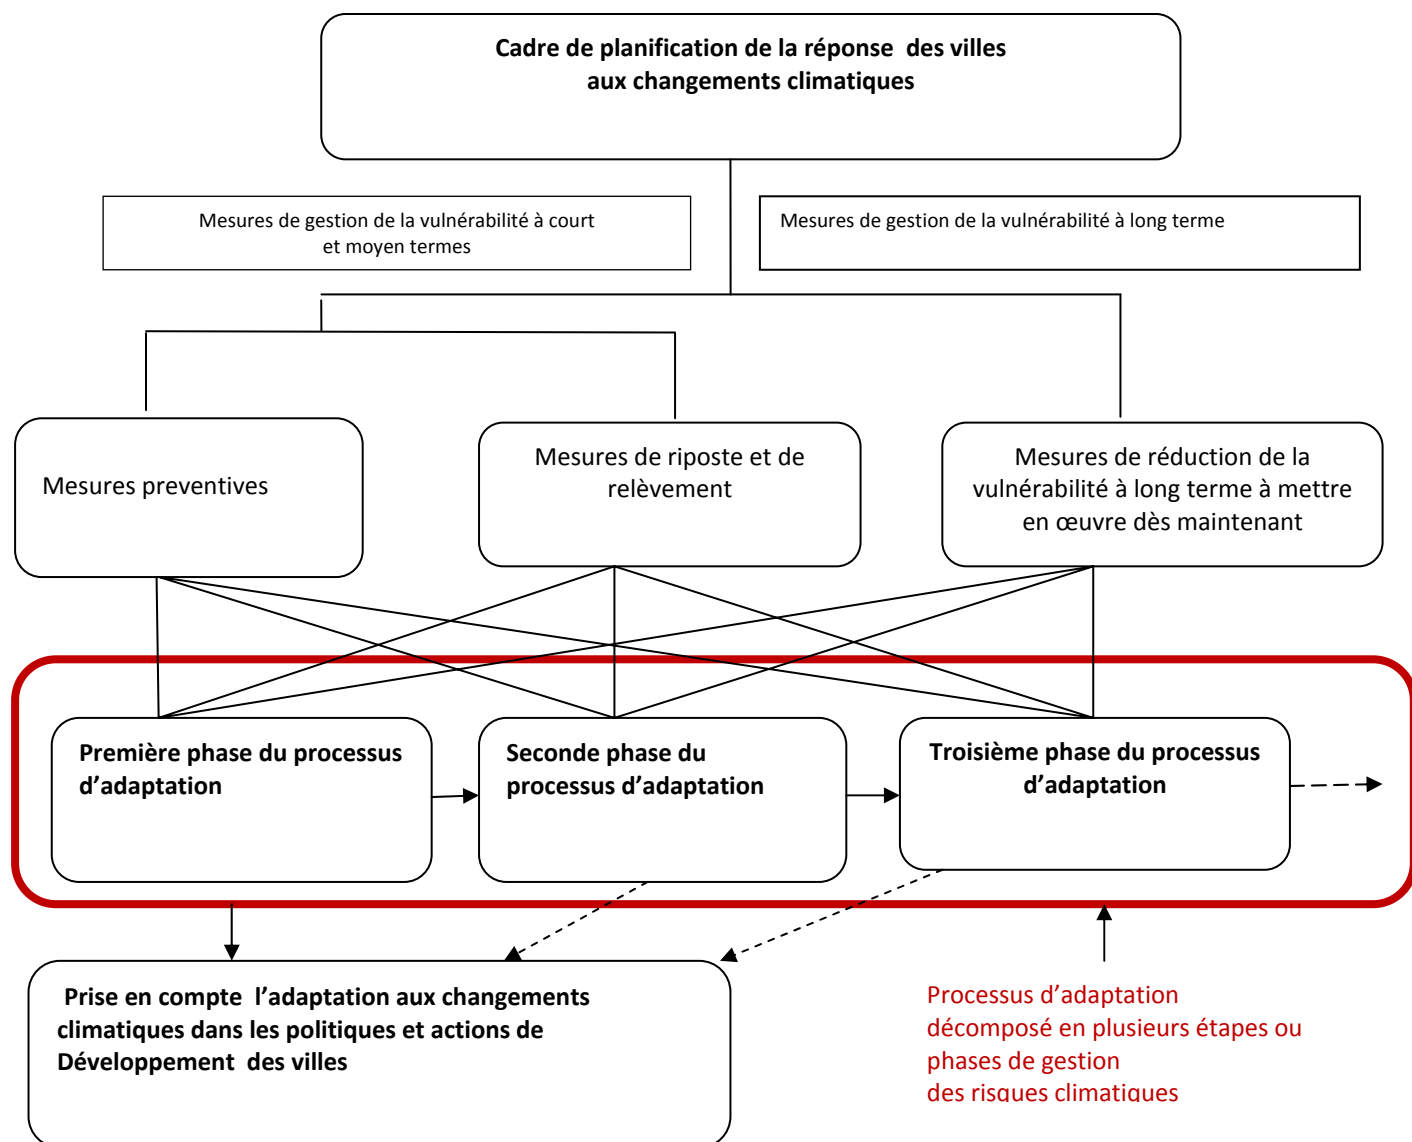 Cadre de planification de la réponse des villes
aux changements climatiques
Mesures de gestion de la vulnérabilité à court
et moyen termes
Mesures de gestion de la vulnérabilité à long terme
Mesures preventives
Mesures de riposte et de
relèvement
Mesures de réduction de la
vulnérabilité à long terme à mettre
en œuvre dès maintenant
Première phase du processus
d’adaptation
Seconde phase du
processus d’adaptation
Troisième phase du processus
d’adaptation
Prise en compte l’adaptation aux changements
climatiques dans les politiques et actions de
Développement des villes
Processus d’adaptation
décomposé en plusieurs étapes ou
phases de gestion
des risques climatiques